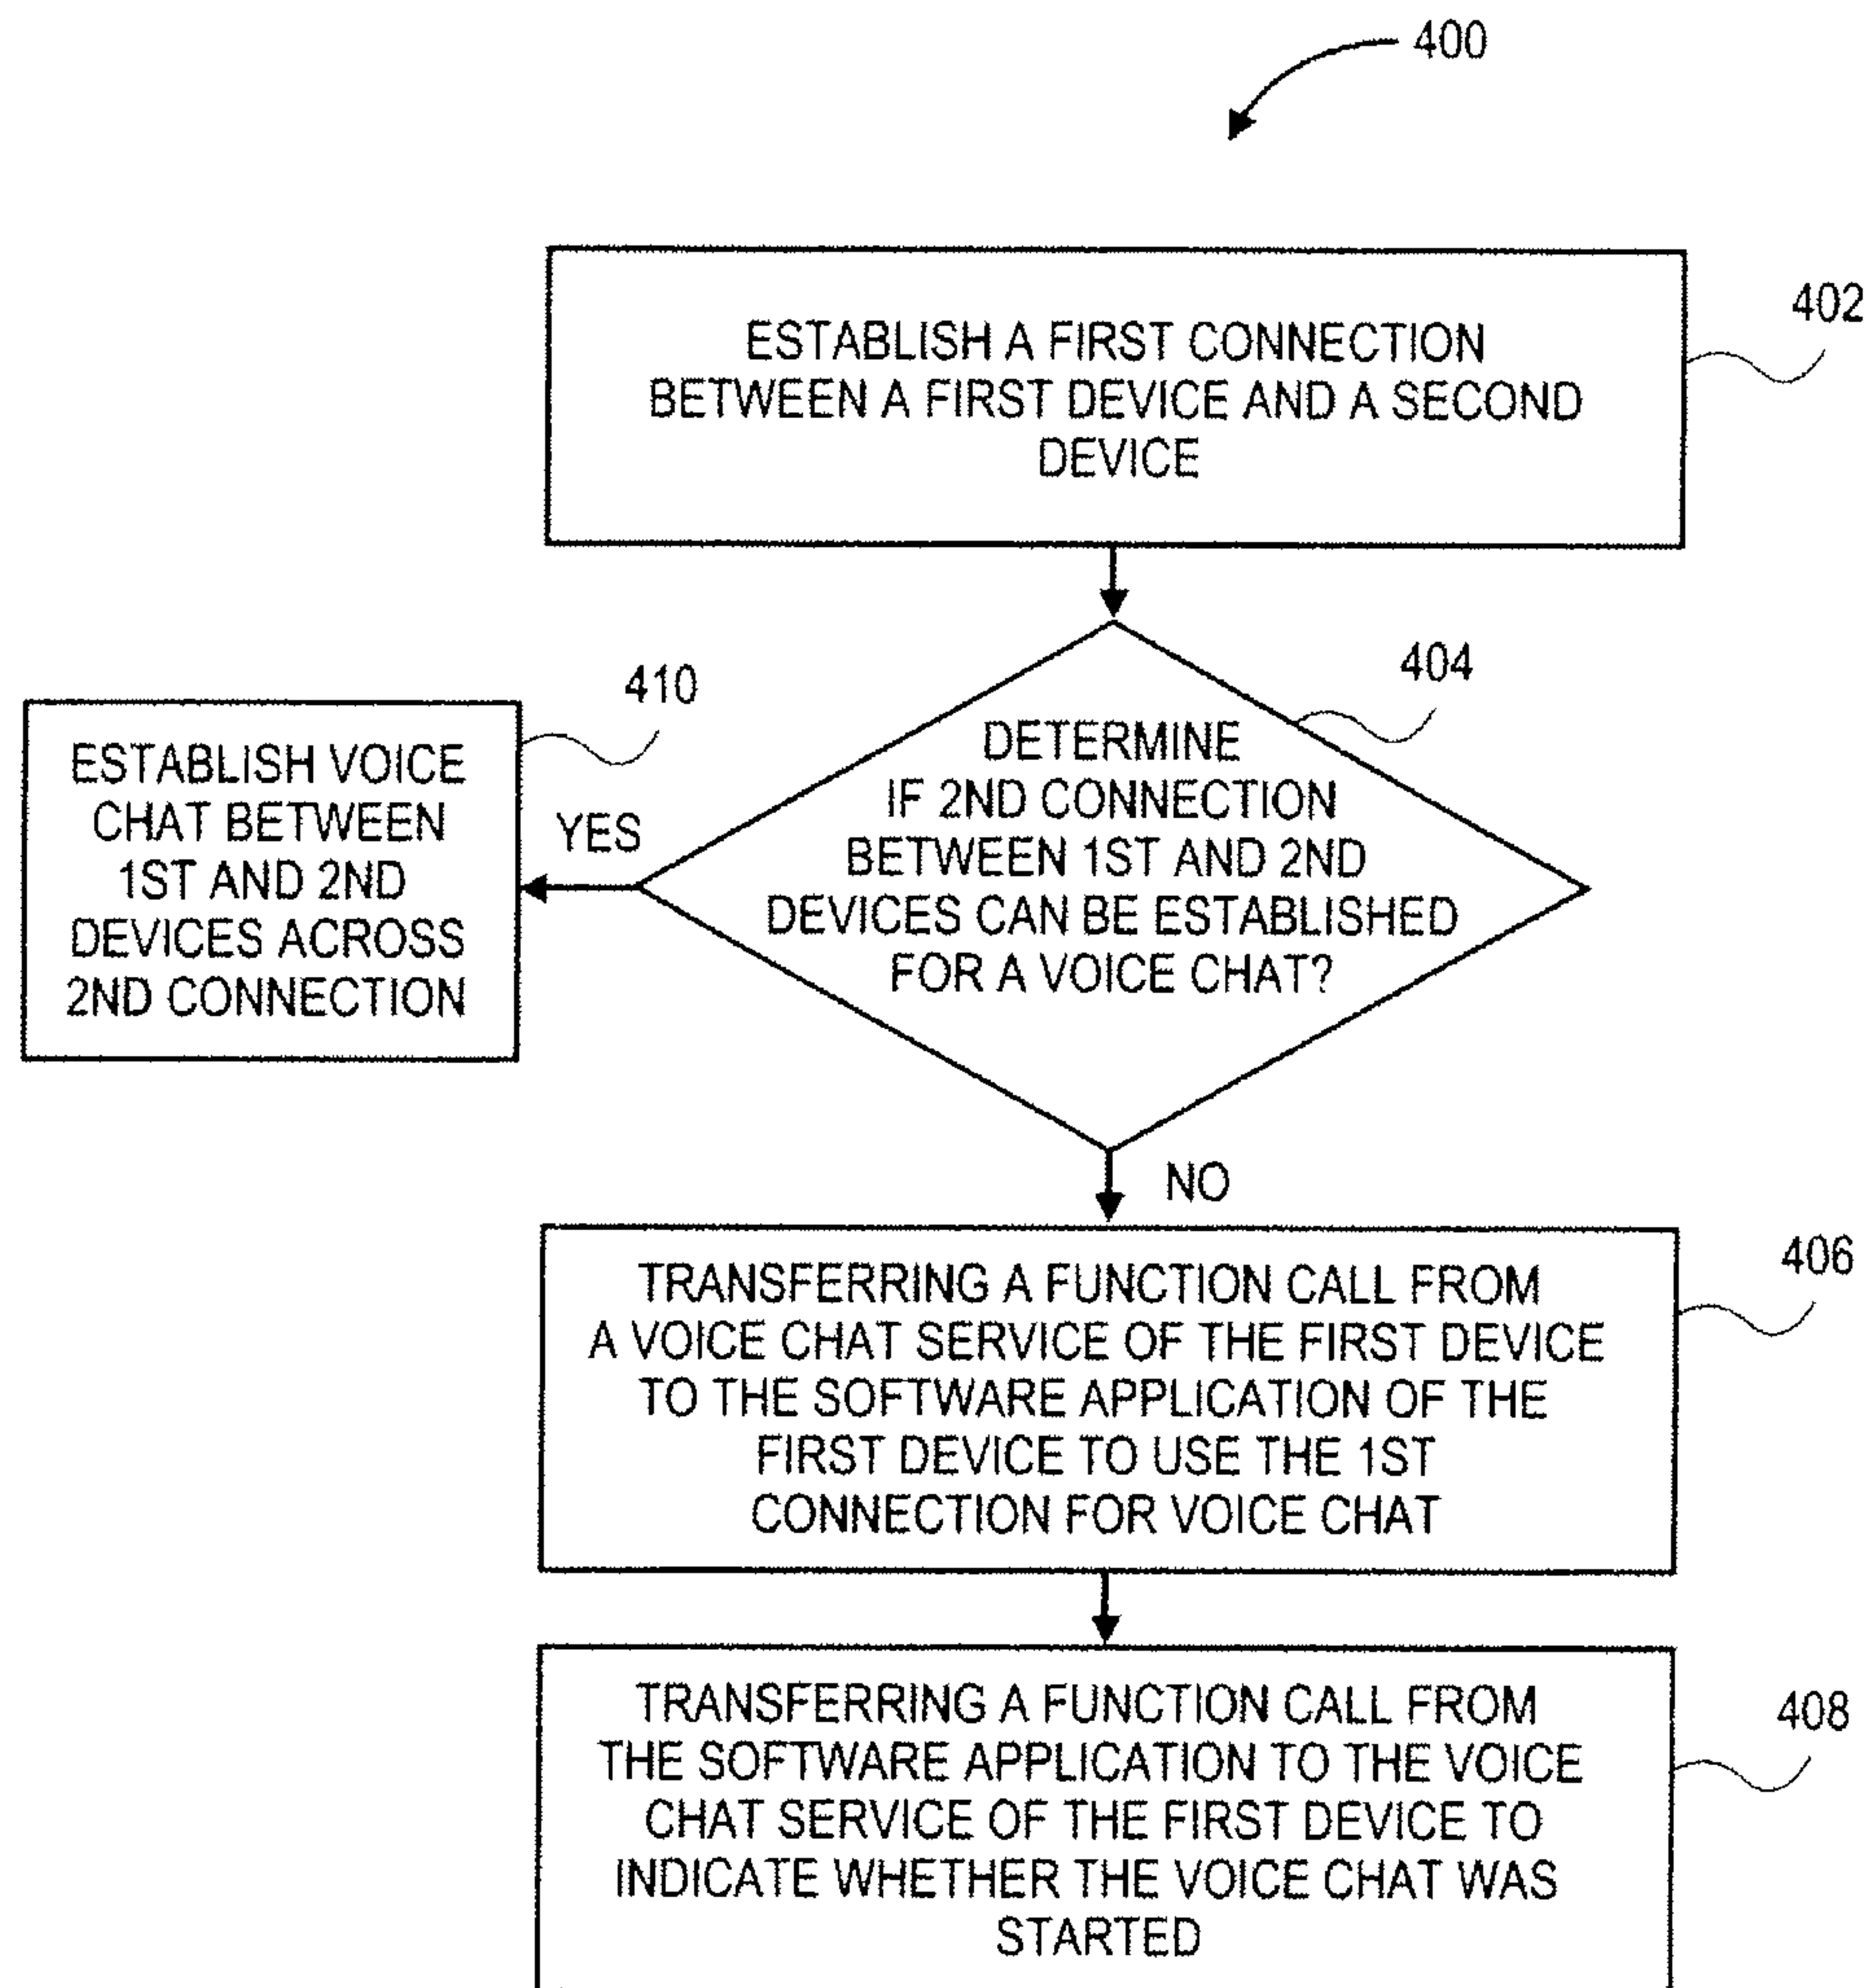 400
402
ESTABLISH A FIRST CONNECTION
BETWEEN A FIRST DEVICE AND A SECOND
DEVICE
404
DETERMINE
IF 2ND CONNECTION
BETWEEN 1ST AND 2ND
DEVICES CAN BE ESTABLISHED
FOR A VOICE CHAT?
410
YES
ESTABLISH VOICE
CHAT BETWEEN
1ST AND 2ND
DEVICES ACROSS
2ND CONNECTION
NO
406
TRANSFERRING A FUNCTION CALL FROM
A VOICE CHAT SERVICE OF THE FIRST DEVICE
TO THE SOFTWARE APPLICATION OF THE
FIRST DEVICE TO USE THE 1ST
CONNECTION FOR VOICE CHAT
408
TRANSFERRING A FUNCTION CALL FROM
THE SOFTWARE APPLICATION TO THE VOICE
CHAT SERVICE OF THE FIRST DEVICE TO
INDICATE WHETHER THE VOICE CHAT WAS
STARTED